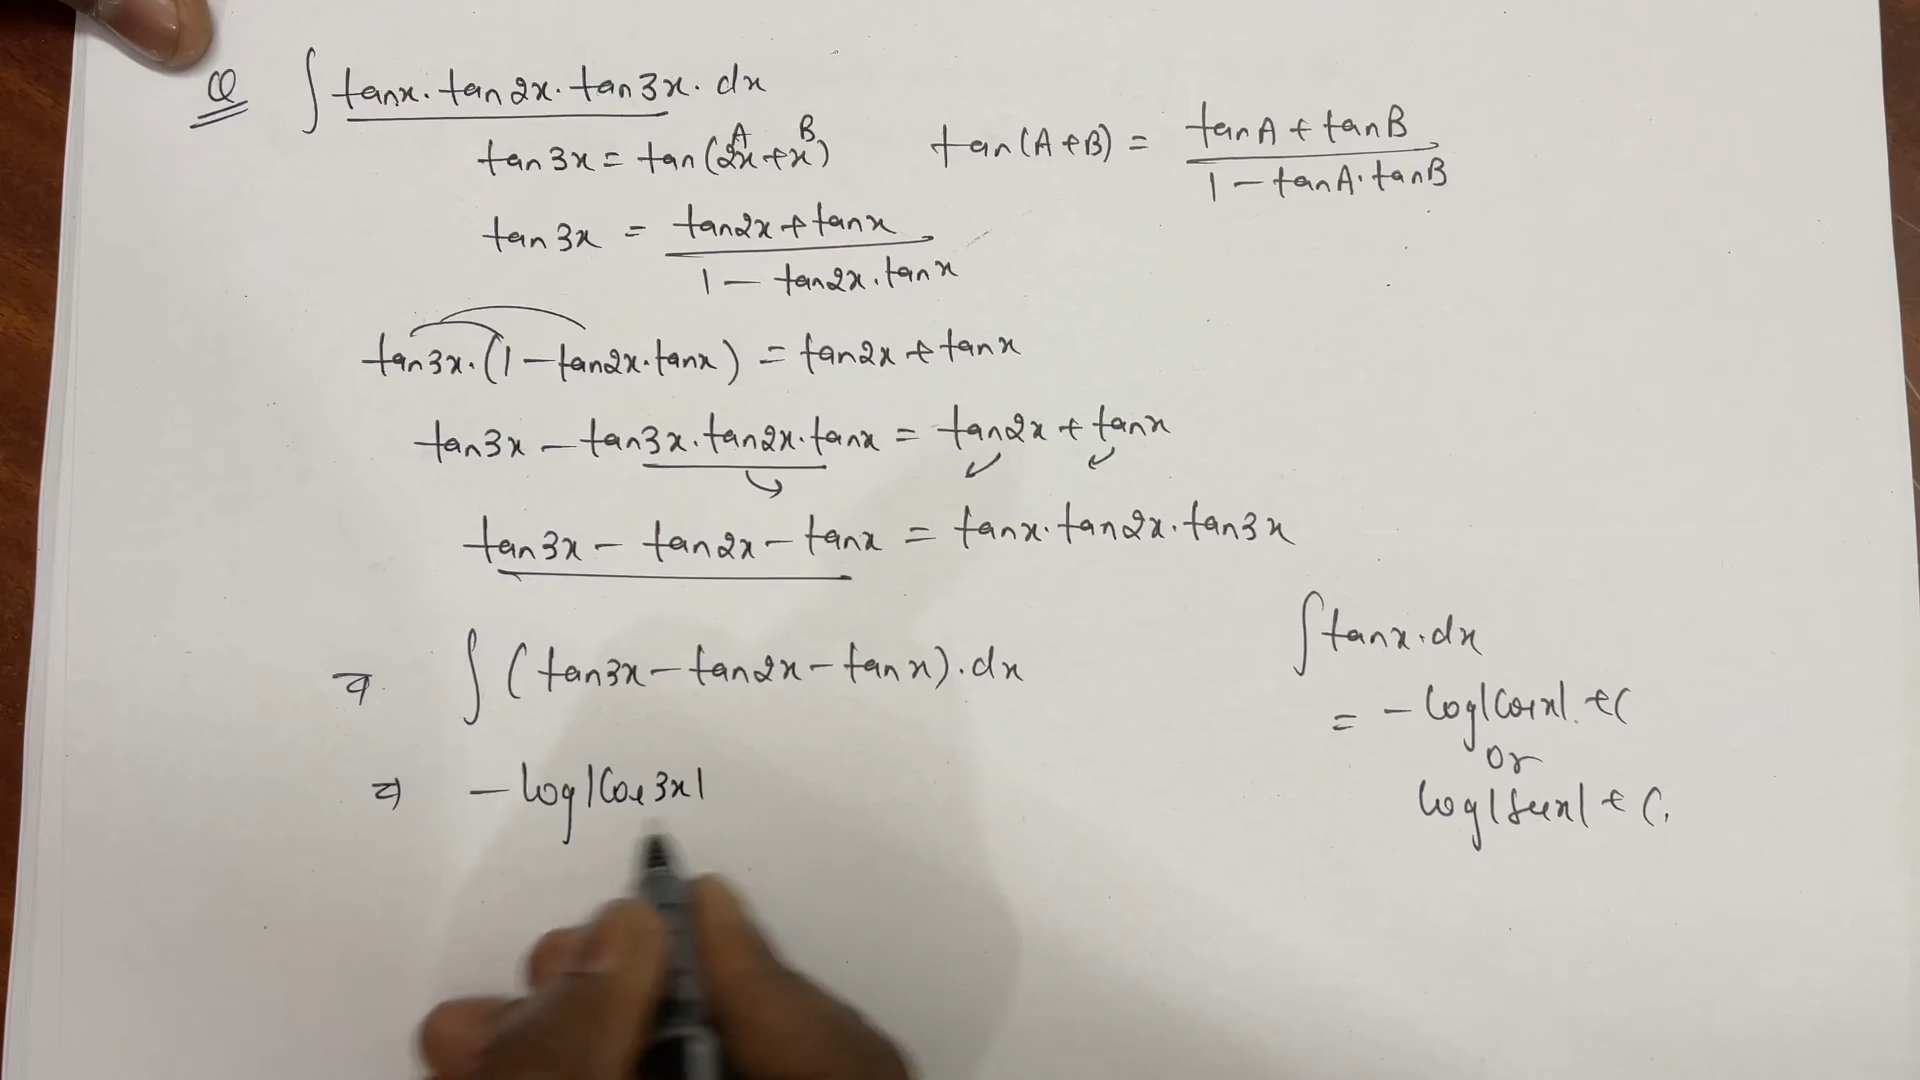 Q ∫ tanx. tan2x. tan3x. dx
tan3x = tan(2x+x)
A B
tan(A+B) = (tanA + tanB)/(1 - tanA. tanB)
tan3x = (tan2x + tanx)/(1 - tan2x. tanx)
tan3x. (1 - tan2x. tanx) = tan2x + tanx
tan3x - tan3x. tan2x. tanx = tan2x + tanx
tan3x - tan2x - tanx = tanx. tan2x. tan3x
⇒ ∫ (tan3x - tan2x - tanx). dx
⇒ - log|Cos3x|
∫ tanx. dx
= - log|Cosx|. + C
or
log|secx| + C.